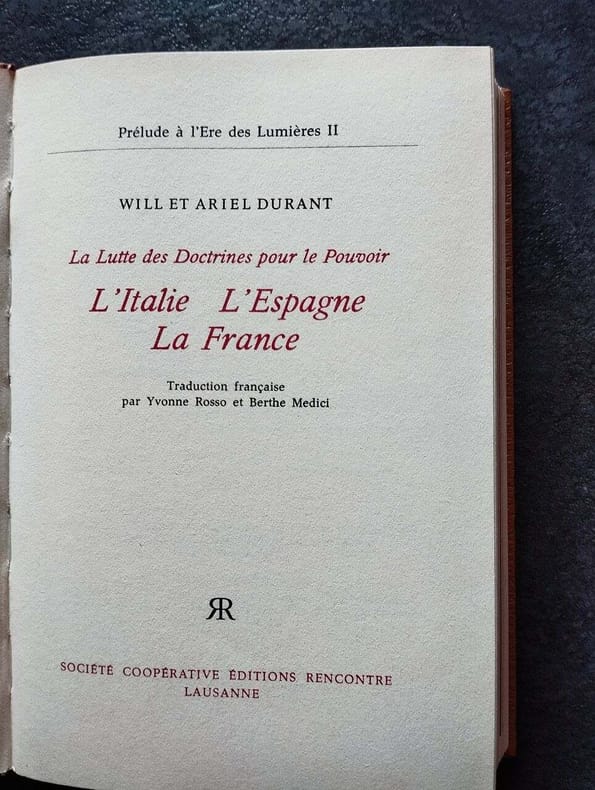 Prélude à l'Ere des Lumières II
WILL ET ARIEL DURANT
La Lutte des Doctrines pour le Pouvoir
L'Italie L'Espagne
La France
Traduction française
par Yvonne Rosso et Berthe Medici
RR
SOCIÉTÉ COOPÉRATIVE ÉDITIONS RENCONTRE
LAUSANNE